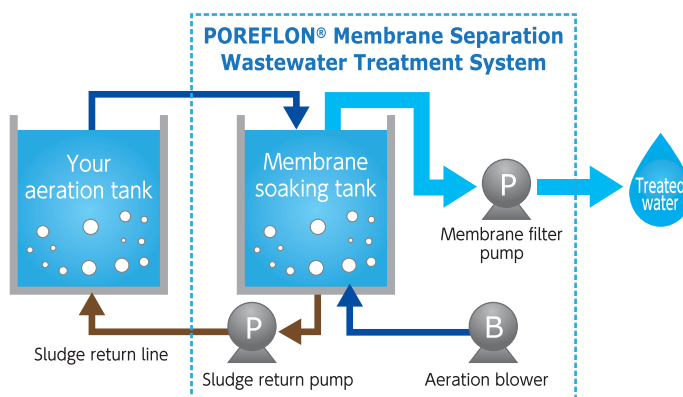 POREFLON® Membrane Separation
Wastewater Treatment System
Your
aeration tank
Membrane
soaking tank
P
Treated
water
Membrane filter
pump
P
B
Sludge return line
Sludge return pump
Aeration blower